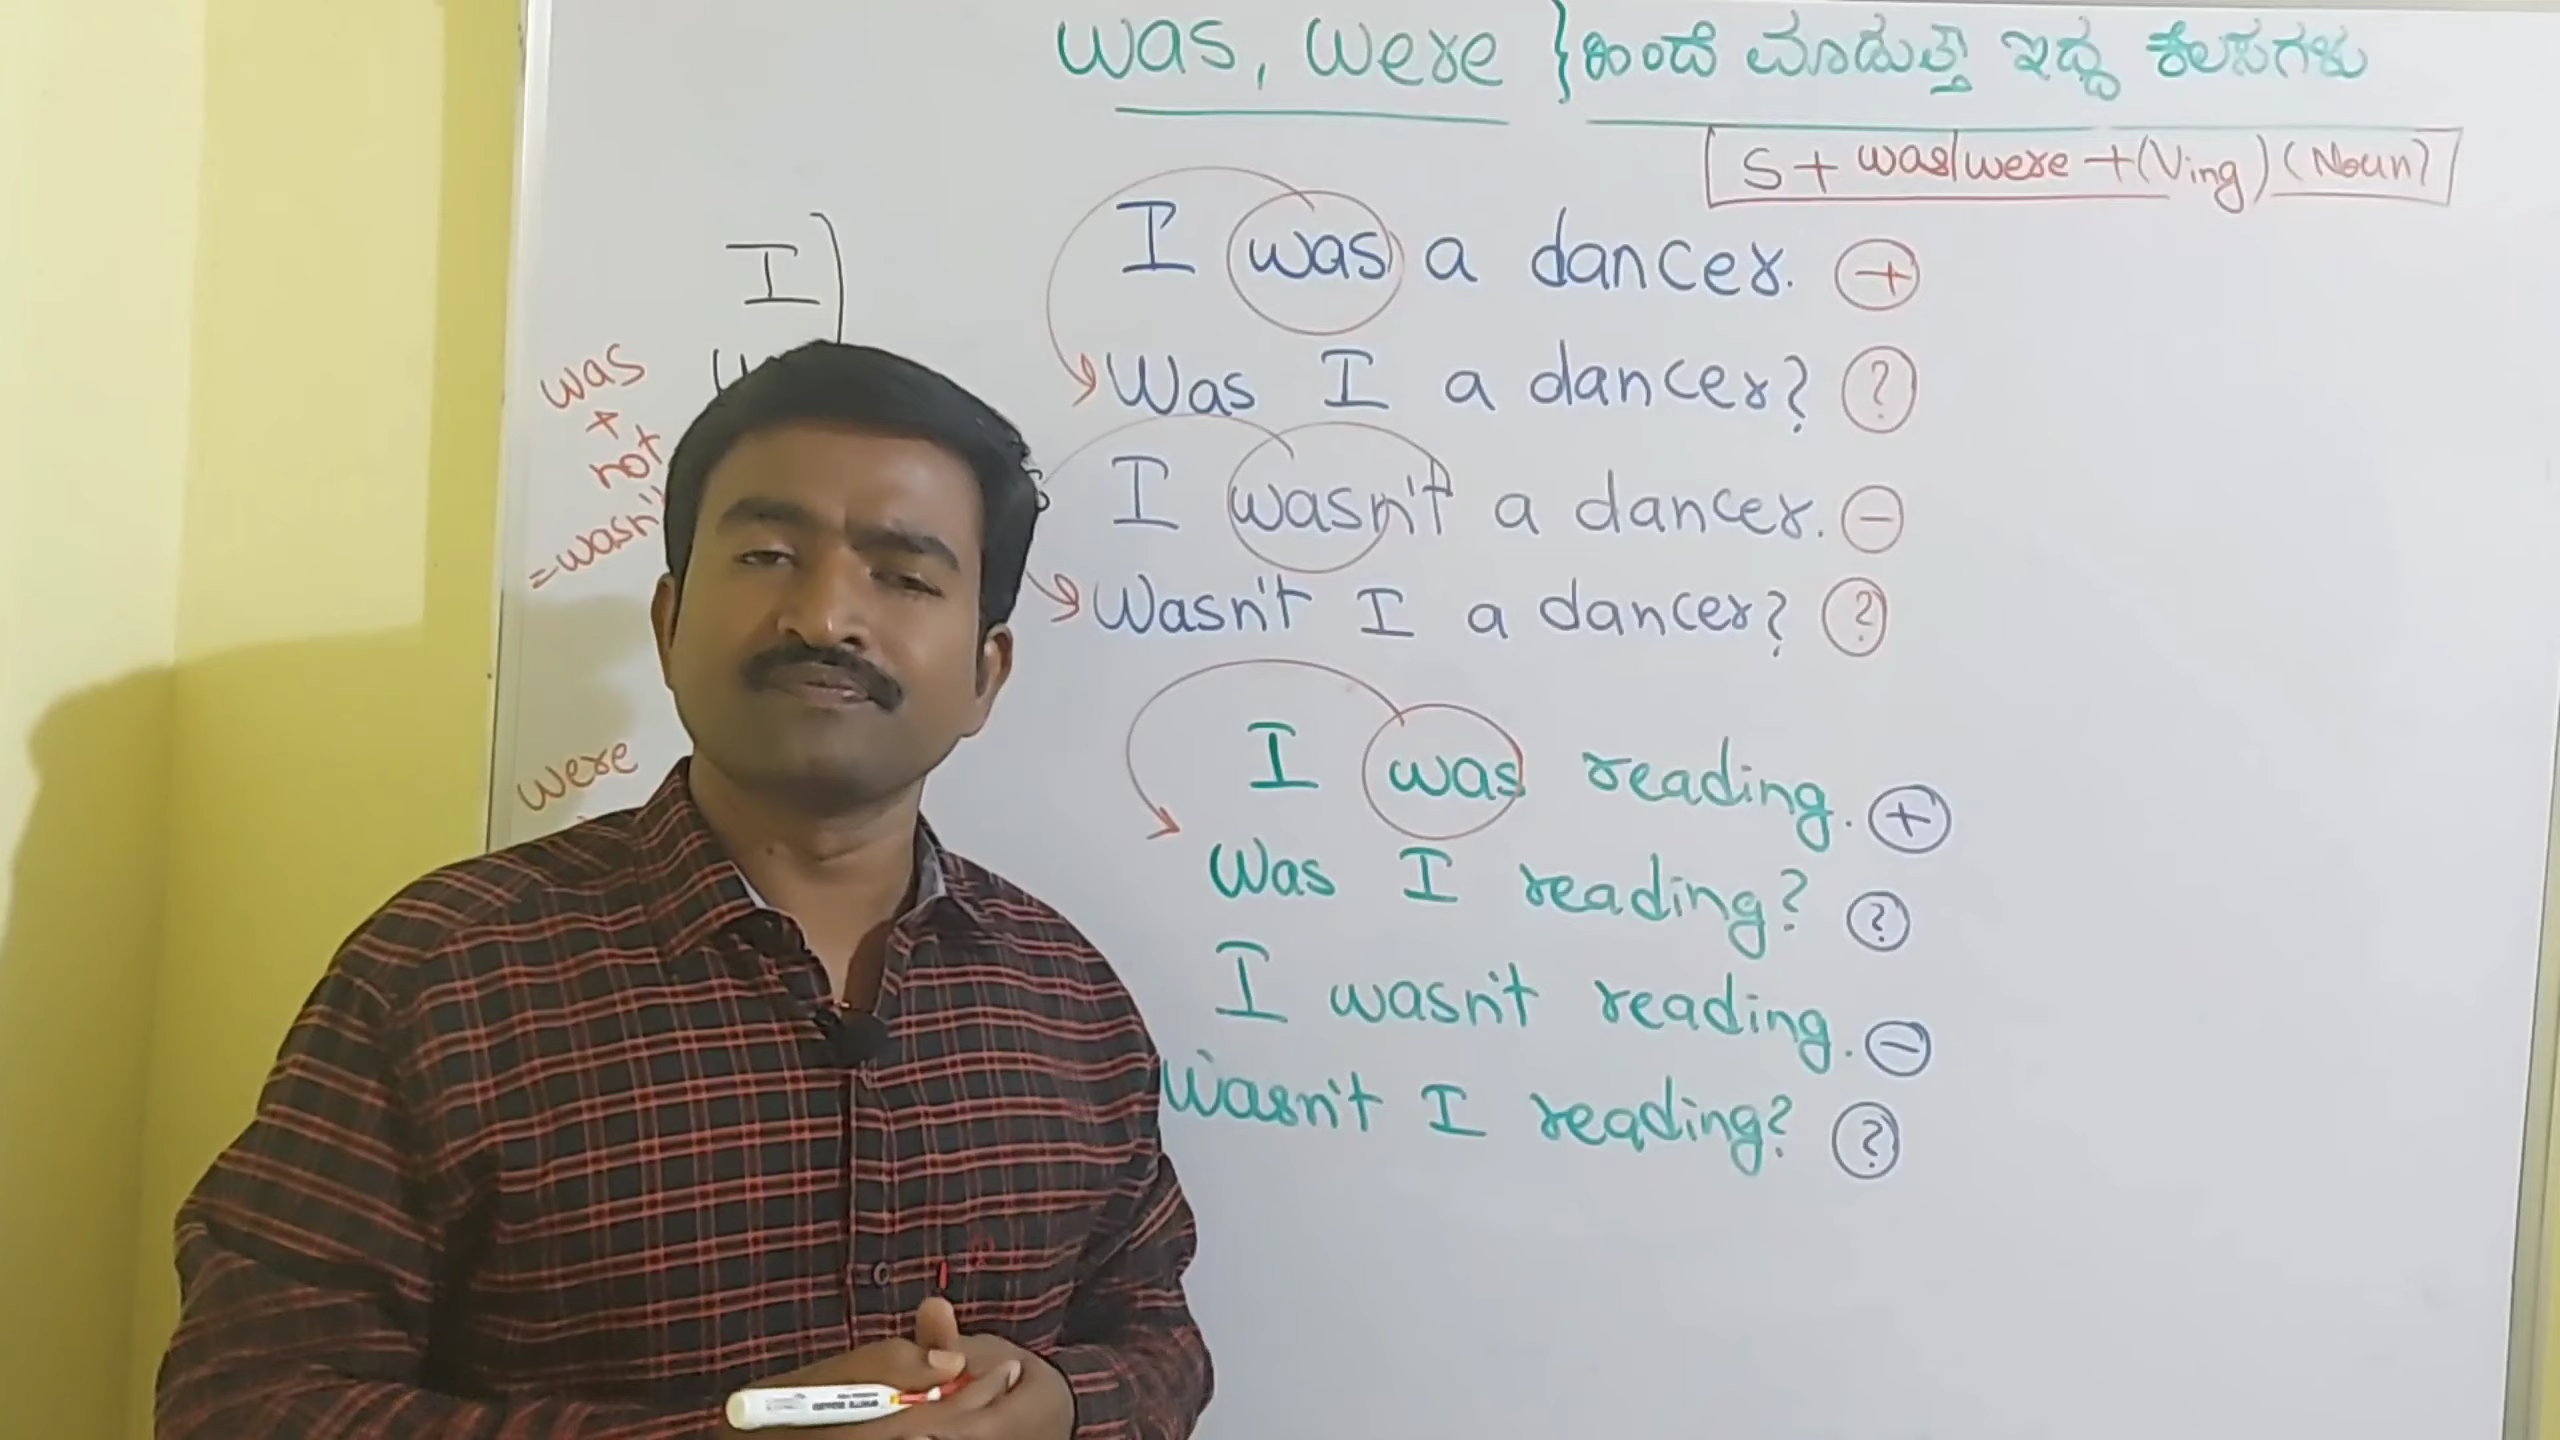 was, were } ಹಿಂದೆ ಮಾಡುತ್ತಾ ಇದ್ದ ಕೆಲಸಗಳು
S + was/were + (Ving) (Noun)
I was a dancer. +
Was I a dancer? ?
I wasn't a dancer. -
Wasn't I a dancer? ?
I was reading. +
Was I reading? ?
I wasn't reading. -
Wasn't I reading? ?
I
was
+
not
=wasn't
were